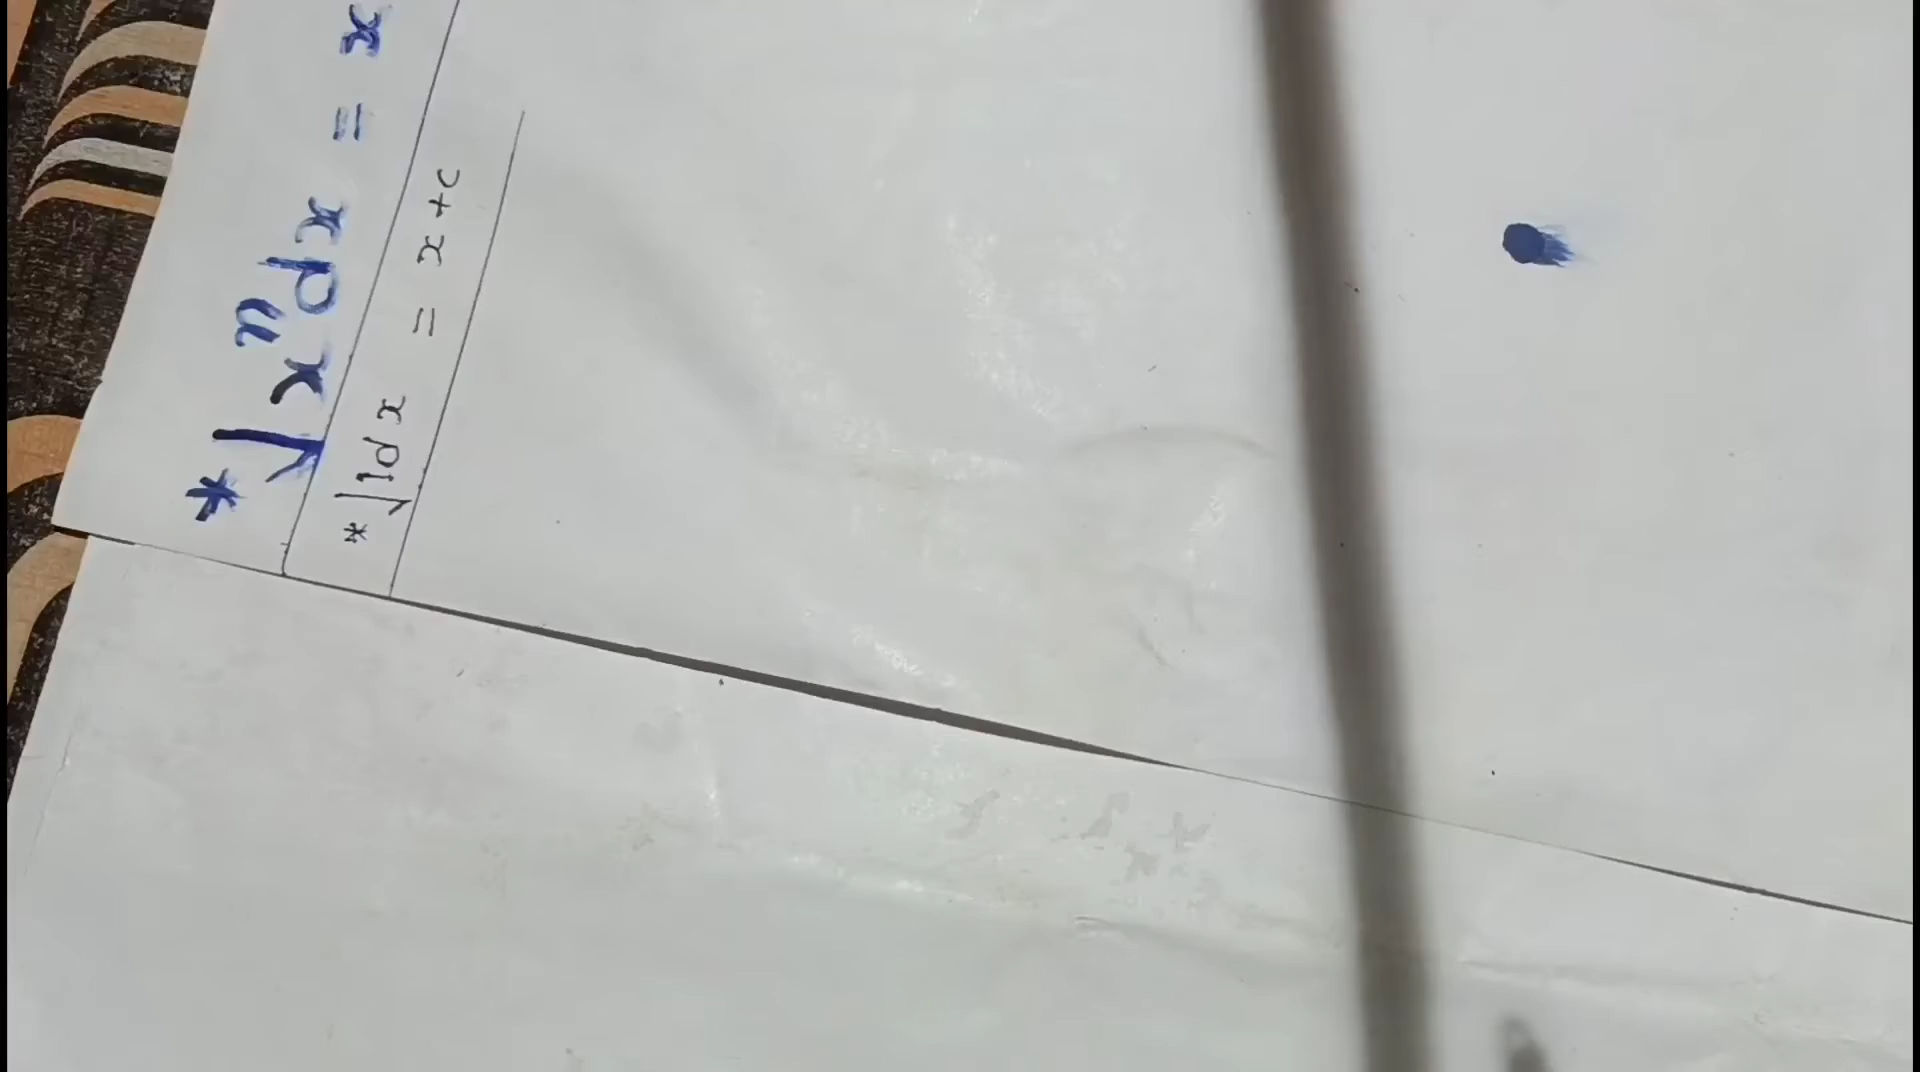 * ∫xⁿdx = x
* ∫1dx = x+c